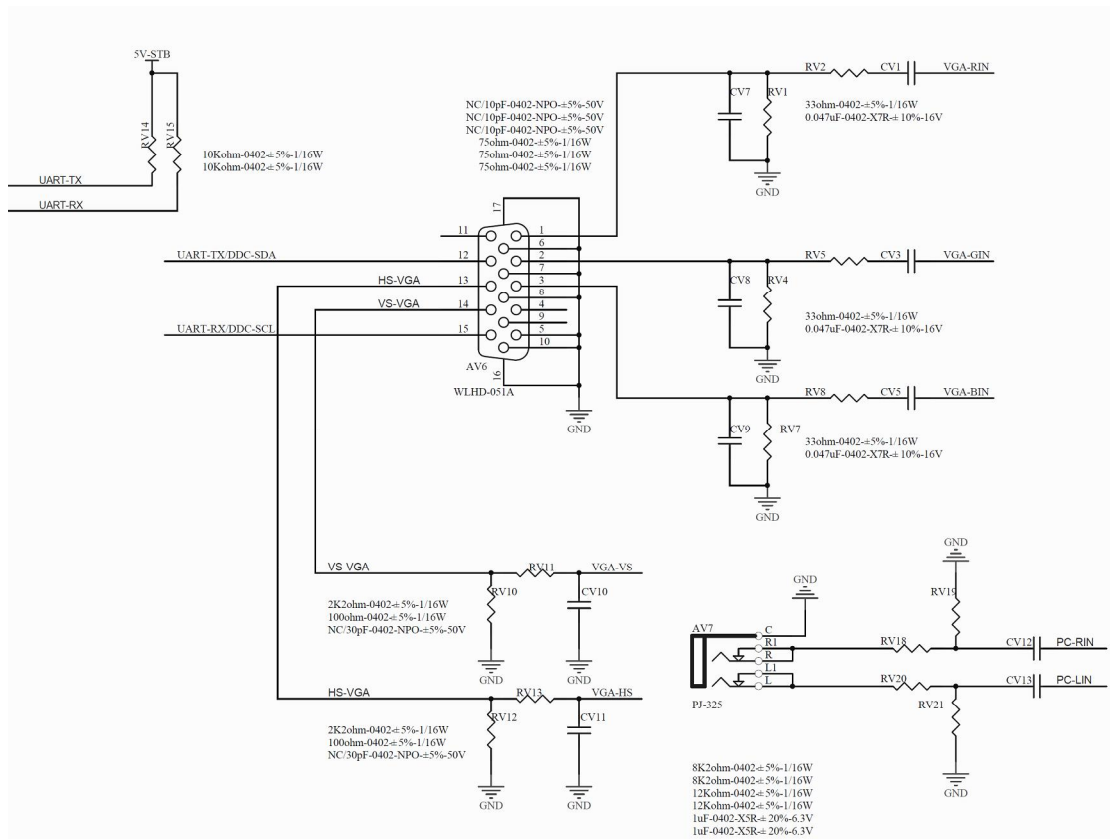 5V-STB
RV14
RV15
10Kohm-0402-±5%-1/16W
10Kohm-0402-±5%-1/16W
UART-TX
UART-RX
NC/10pF-0402-NPO-±5%-50V
NC/10pF-0402-NPO-±5%-50V
NC/10pF-0402-NPO-±5%-50V
75ohm-0402-±5%-1/16W
75ohm-0402-±5%-1/16W
75ohm-0402-±5%-1/16W
RV2
CV1
VGA-RIN
CV7
RV1
33ohm-0402-±5%-1/16W
0.047uF-0402-X7R-±10%-16V
GND
17
11
1
6
UART-TX/DDC-SDA
12
2
7
HS-VGA
13
3
8
VS-VGA
14
4
9
UART-RX/DDC-SCL
15
5
10
AV6
16
WLHD-051A
GND
RV5
CV3
VGA-GIN
CV8
RV4
33ohm-0402-±5%-1/16W
0.047uF-0402-X7R-±10%-16V
GND
RV8
CV5
VGA-BIN
CV9
RV7
33ohm-0402-±5%-1/16W
0.047uF-0402-X7R-±10%-16V
GND
VS VGA
RV11
VGA-VS
RV10
CV10
2K2ohm-0402-±5%-1/16W
100ohm-0402-±5%-1/16W
NC/30pF-0402-NPO-±5%-50V
GND
GND
HS-VGA
RV13
VGA-HS
RV12
CV11
2K2ohm-0402-±5%-1/16W
100ohm-0402-±5%-1/16W
NC/30pF-0402-NPO-±5%-50V
GND
GND
GND
GND
RV19
AV7
C
R1
R
L1
L
PJ-325
RV18
CV12
PC-RIN
RV20
CV13
PC-LIN
RV21
GND
8K2ohm-0402-±5%-1/16W
8K2ohm-0402-±5%-1/16W
12Kohm-0402-±5%-1/16W
12Kohm-0402-±5%-1/16W
1uF-0402-X5R-±20%-6.3V
1uF-0402-X5R-±20%-6.3V